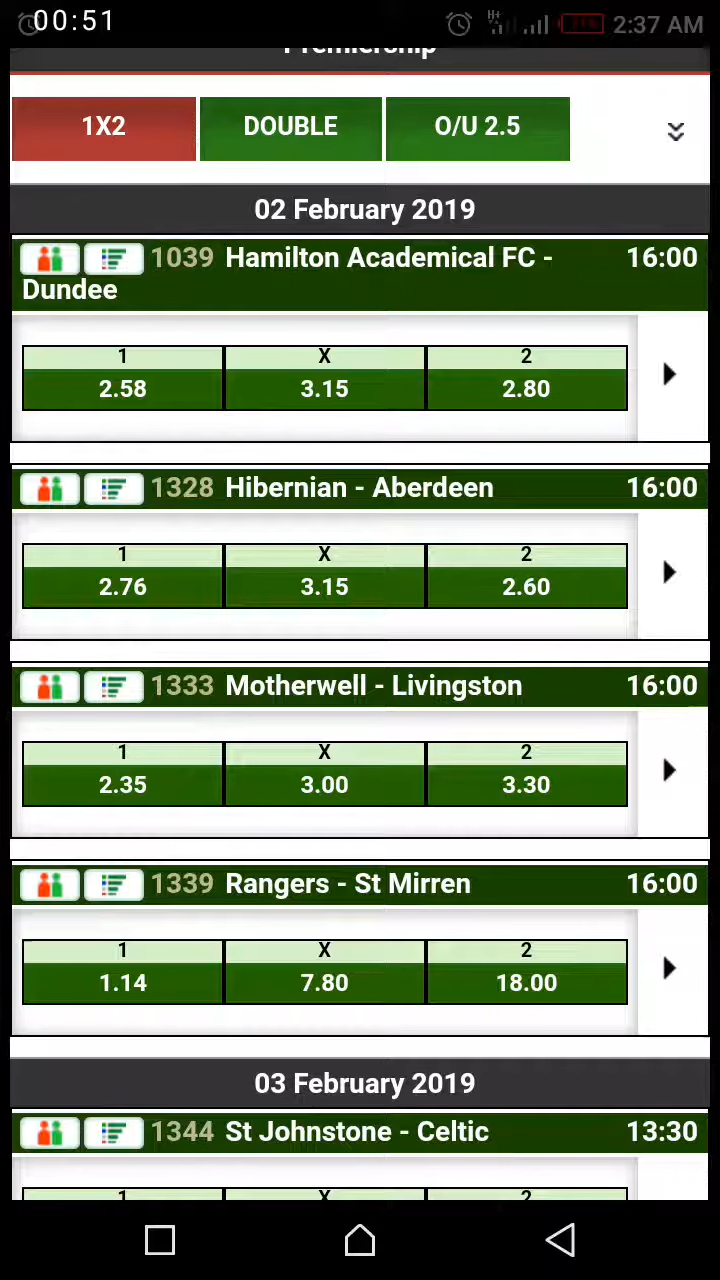 00:51 2:37 AM
Premiership
1X2 DOUBLE O/U 2.5
02 February 2019
1039 Hamilton Academical FC - 16:00
Dundee
1 X 2
2.58 3.15 2.80
1328 Hibernian - Aberdeen 16:00
1 X 2
2.76 3.15 2.60
1333 Motherwell - Livingston 16:00
1 X 2
2.35 3.00 3.30
1339 Rangers - St Mirren 16:00
1 X 2
1.14 7.80 18.00
03 February 2019
1344 St Johnstone - Celtic 13:30
1 X 2